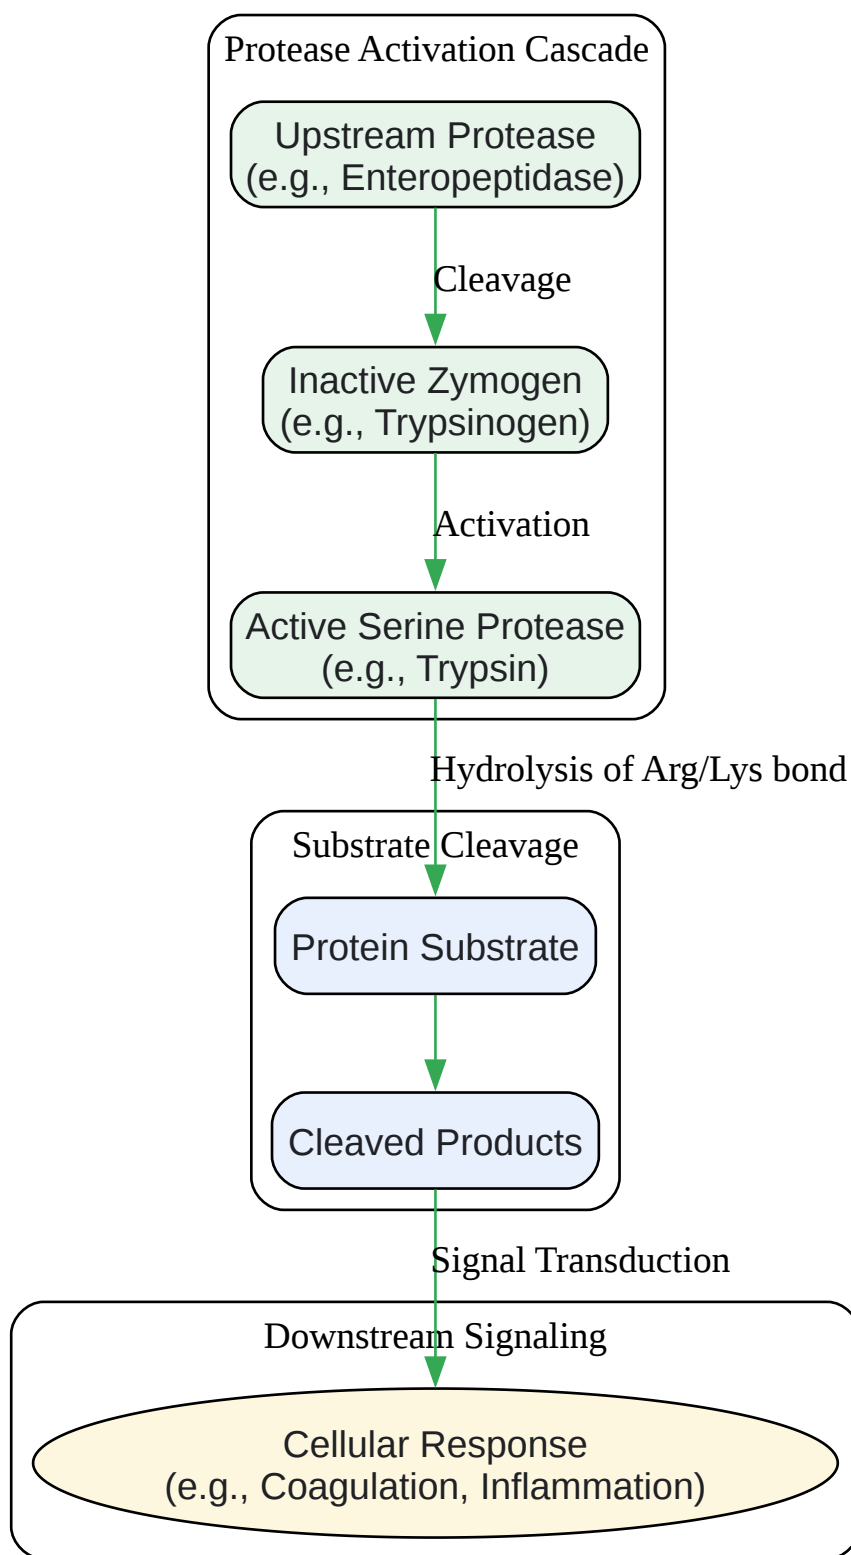 Protease Activation Cascade
Upstream Protease
(e.g., Enteropeptidase)
Cleavage
Inactive Zymogen
(e.g., Trypsinogen)
Activation
Active Serine Protease
(e.g., Trypsin)
Hydrolysis of Arg/Lys bond
Substrate Cleavage
Protein Substrate
Cleaved Products
Signal Transduction
Downstream Signaling
Cellular Response
(e.g., Coagulation, Inflammation)